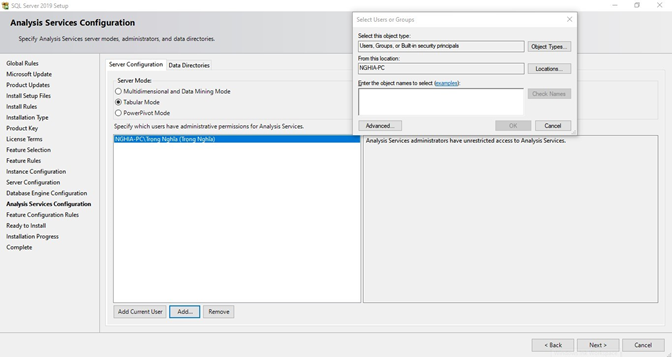 SQL Server 2019 Setup
Analysis Services Configuration
Specify Analysis Services server modes, administrators, and data directories.
Global Rules
Microsoft Update
Product Updates
Install Setup Files
Install Rules
Installation Type
Product Key
License Terms
Feature Selection
Feature Rules
Instance Configuration
Server Configuration
Database Engine Configuration
Analysis Services Configuration
Feature Configuration Rules
Ready to Install
Installation Progress
Complete
Server Configuration Data Directories
Server Mode:
Multidimensional and Data Mining Mode
Tabular Mode
PowerPivot Mode
Specify which users have administrative permissions for Analysis Services.
NGHIA-PC\Trong Nghĩa (Trong Nghĩa)
Analysis Services administrators have unrestricted access to Analysis Services.
Add Current User Add... Remove
Select Users or Groups
Select this object type:
Users, Groups, or Built-in security principals Object Types...
From this location:
NGHIA-PC Locations...
Enter the object names to select (examples):
Check Names
Advanced... OK Cancel
< Back Next > Cancel